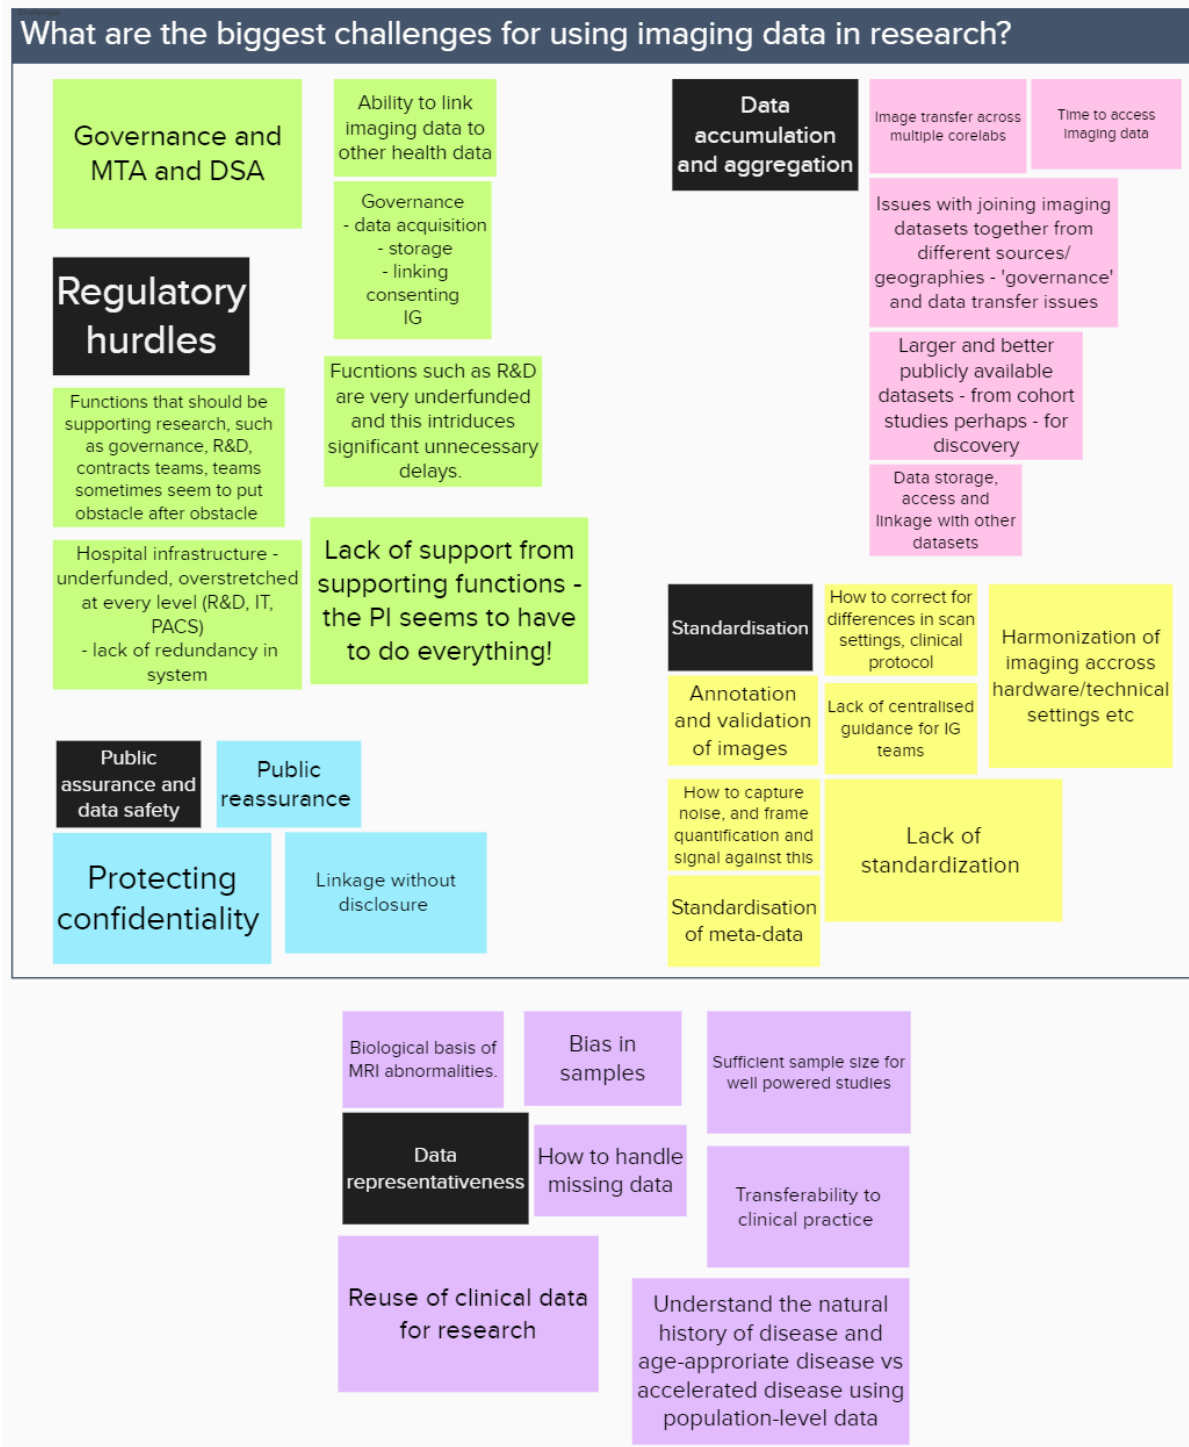 What are the biggest challenges for using imaging data in research?
Governance and
MTA and DSA
Ability to link
imaging data to
other health data
Governance
- data acquisition
- storage
- linking
consenting
IG
Regulatory
hurdles
Fucntions such as R&D
are very underfunded
and this intriduces
significant unnecessary
delays.
Functions that should be
supporting research, such
as governance, R&D,
contracts teams, teams
sometimes seem to put
obstacle after obstacle
Hospital infrastructure -
underfunded, overstretched
at every level (R&D, IT,
PACS)
- lack of redundancy in
system
Lack of support from
supporting functions -
the PI seems to have
to do everything!
Public
assurance and
data safety
Public
reassurance
Protecting
confidentiality
Linkage without
disclosure
Data
accumulation
and aggregation
Image transfer across
multiple corelabs
Time to access
imaging data
Issues with joining imaging
datasets together from
different sources/
geographies - 'governance'
and data transfer issues
Larger and better
publicly available
datasets - from cohort
studies perhaps - for
discovery
Data storage,
access and
linkage with other
datasets
Standardisation
How to correct for
differences in scan
settings, clinical
protocol
Harmonization of
imaging accross
hardware/technical
settings etc
Annotation
and validation
of images
Lack of centralised
guidance for IG
teams
How to capture
noise, and frame
quantification and
signal against this
Lack of
standardization
Standardisation
of meta-data
Biological basis of
MRI abnormalities.
Bias in
samples
Sufficient sample size for
well powered studies
Data
representativeness
How to handle
missing data
Transferability to
clinical practice
Reuse of clinical data
for research
Understand the natural
history of disease and
age-approriate disease vs
accelerated disease using
population-level data